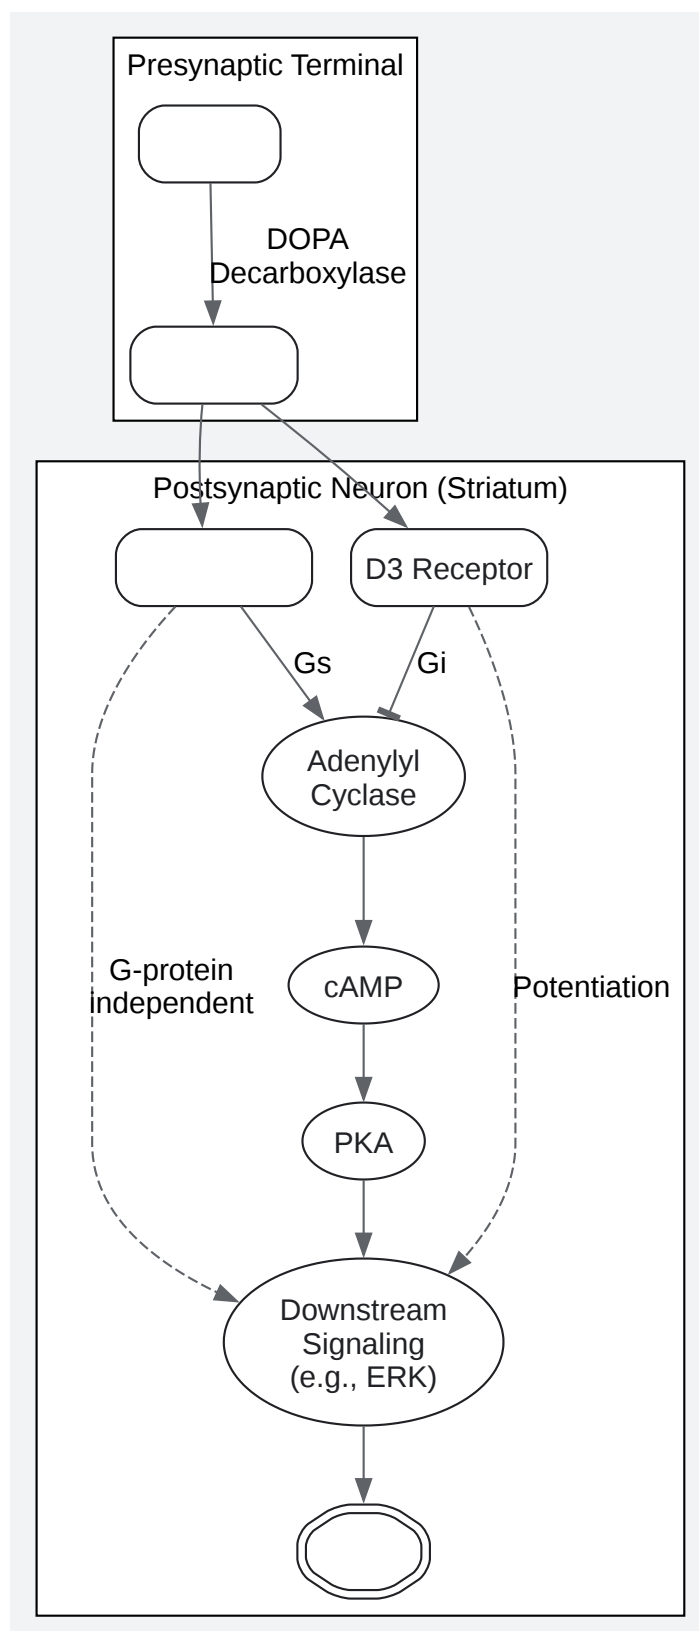 Presynaptic Terminal
DOPA
Decarboxylase
Postsynaptic Neuron (Striatum)
D3 Receptor
Gs
Gi
Adenylyl
Cyclase
G-protein
independent
cAMP
Potentiation
PKA
Downstream
Signaling
(e.g., ERK)